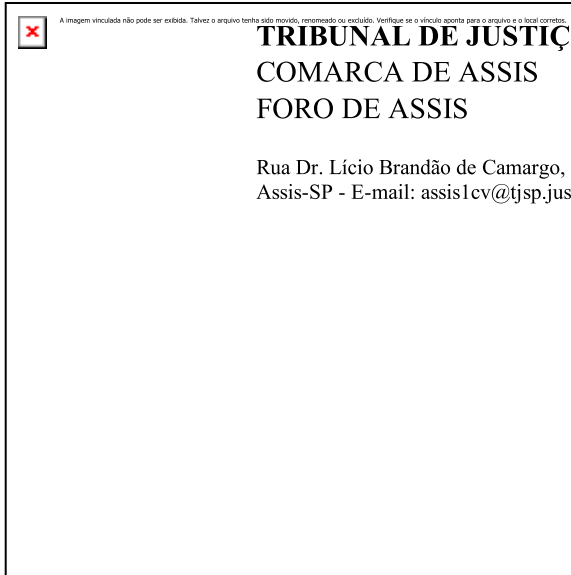 A imagem vinculada não pode ser exibida. Talvez o arquivo tenha sido movido, renomeado ou excluído. Verifique se o vínculo aponta para o arquivo e o local corretos.
TRIBUNAL DE JUSTIÇ
COMARCA DE ASSIS
FORO DE ASSIS
Rua Dr. Lício Brandão de Camargo,
Assis-SP - E-mail: assis1cv@tjsp.jus